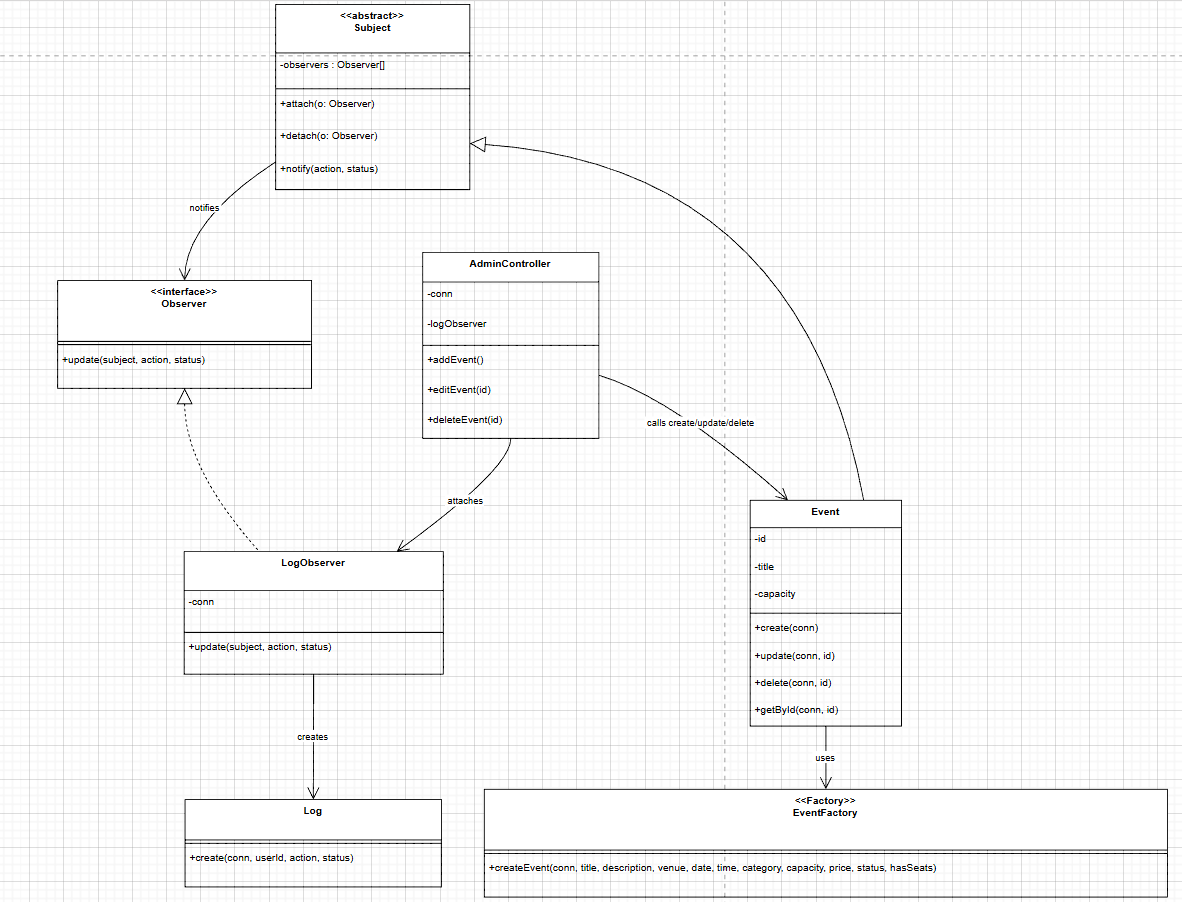 <<abstract>>
Subject
-observers : Observer[]
+attach(o: Observer)
+detach(o: Observer)
+notify(action, status)
notifies
<<interface>>
Observer
+update(subject, action, status)
AdminController
-conn
-logObserver
+addEvent()
+editEvent(id)
+deleteEvent(id)
calls create/update/delete
attaches
Event
-id
-title
-capacity
+create(conn)
+update(conn, id)
+delete(conn, id)
+getById(conn, id)
LogObserver
-conn
+update(subject, action, status)
creates
uses
Log
+create(conn, userId, action, status)
<<Factory>>
EventFactory
+createEvent(conn, title, description, venue, date, time, category, capacity, price, status, hasSeats)